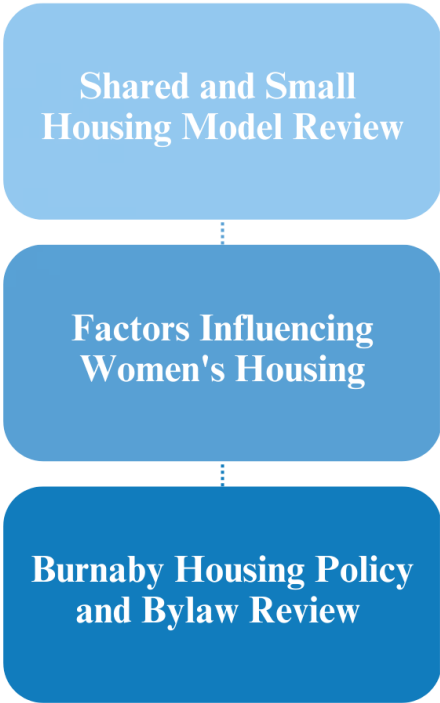 Shared and Small
Housing Model Review
Factors Influencing
Women's Housing
Burnaby Housing Policy
and Bylaw Review